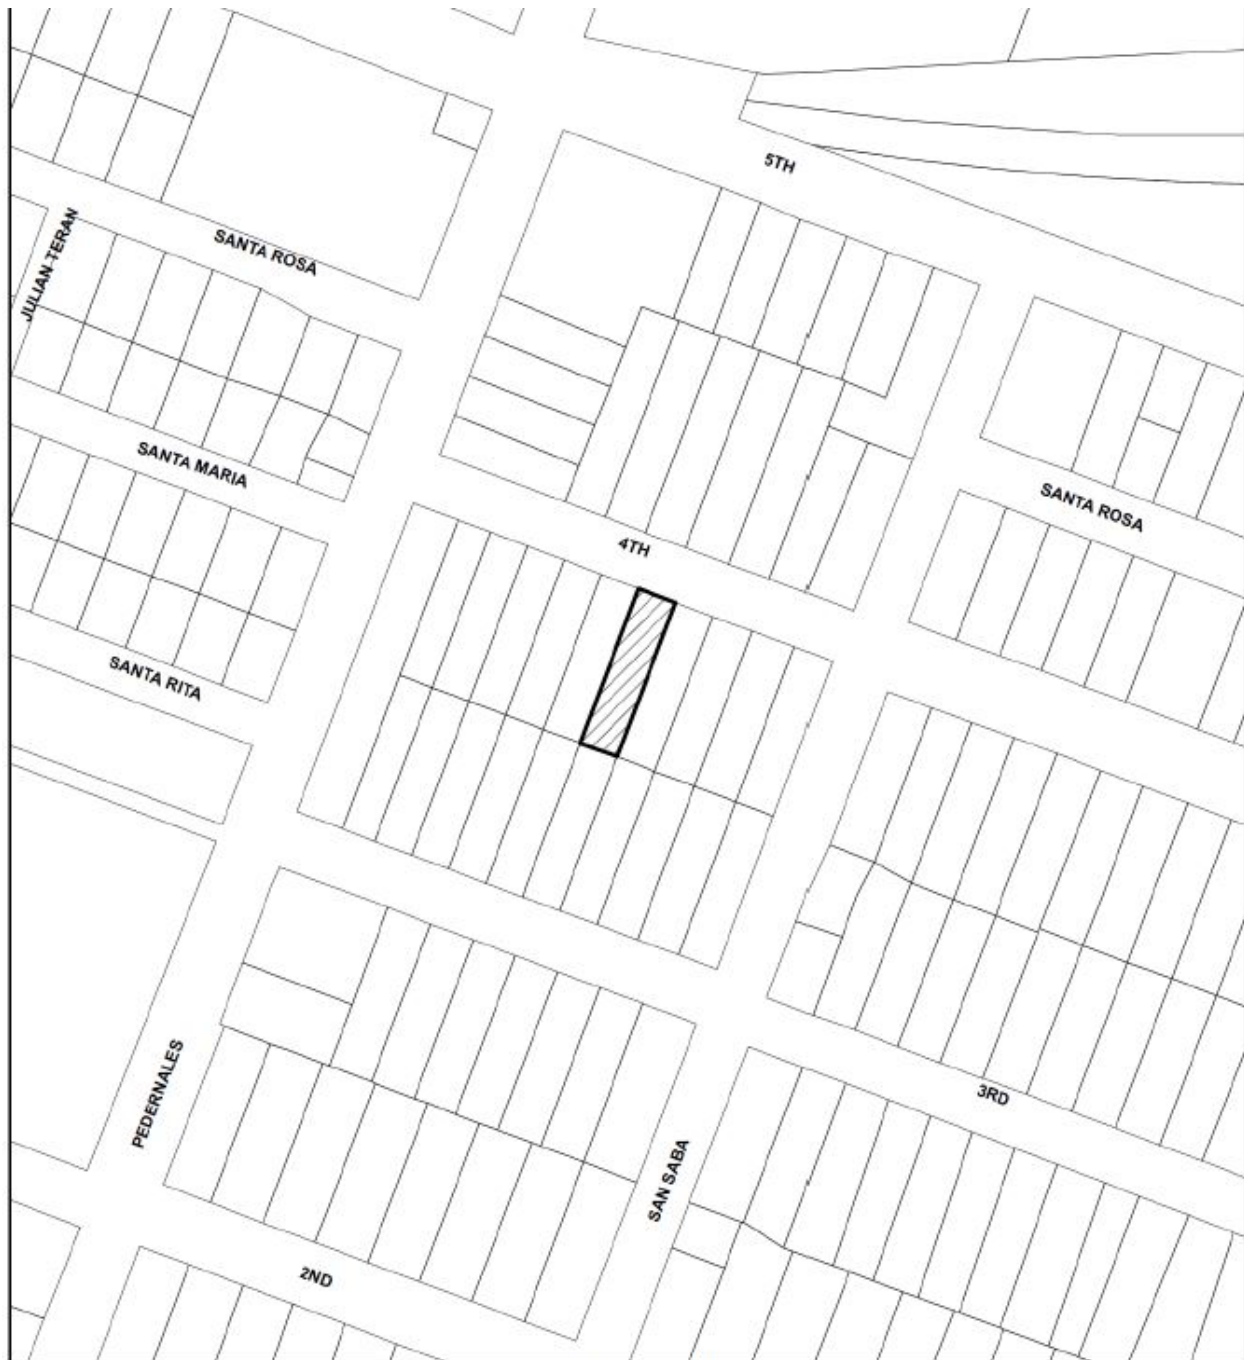 5TH
JULIAN TERAN
SANTA ROSA
SANTA MARIA
SANTA ROSA
4TH
SANTA RITA
PEDERNALES
3RD
SAN SABA
2ND